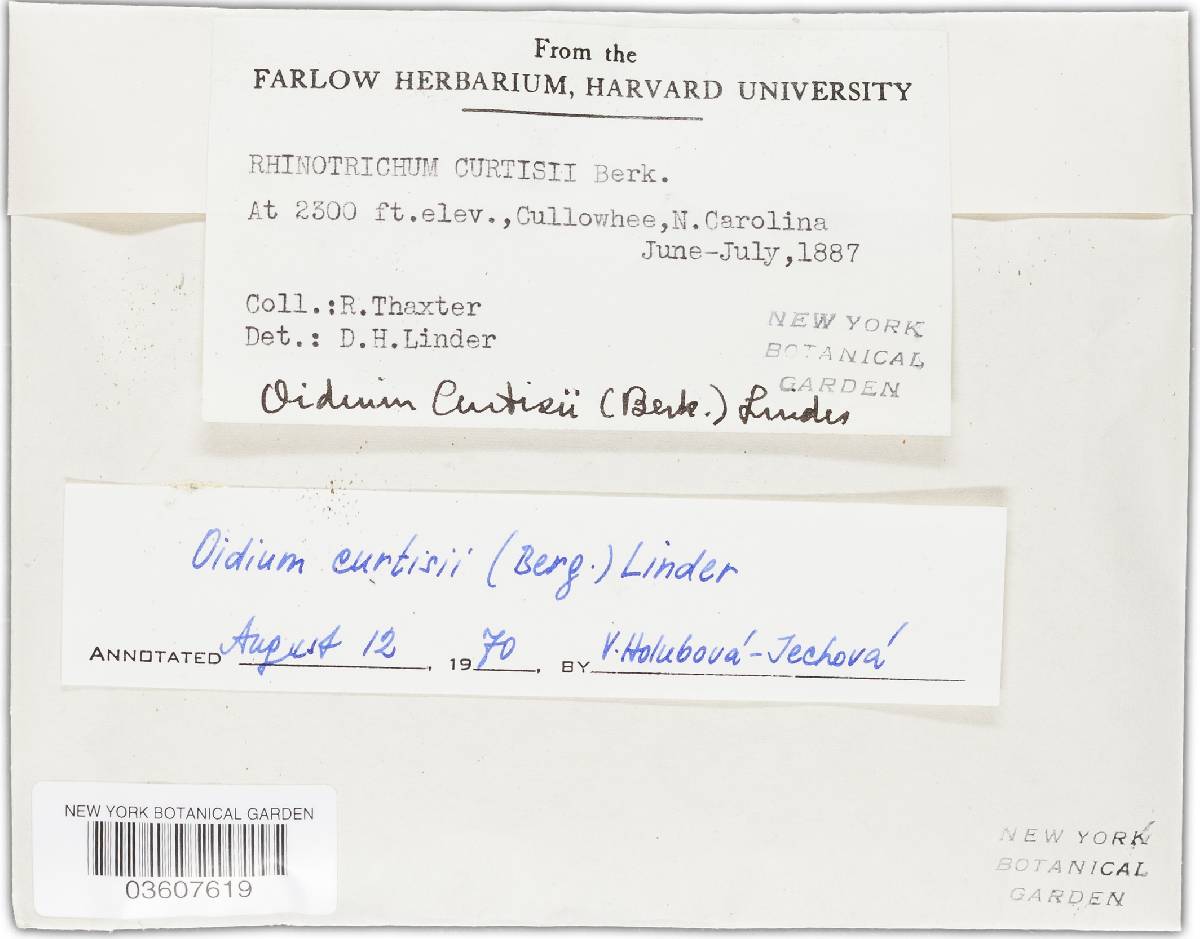 From the
FARLOW HERBARIUM, HARVARD UNIVERSITY
RHINOTRICHUM CURTISII Berk.
At 2300 ft.elev.,Cullowhee,N.Carolina
June-July,1887
Coll.:R.Thaxter
Det.: D.H.Linder
NEW YORK
BOTANICAL
GARDEN
Oidium Curtisii (Berk.) Linder
Oidium curtisii (Berg.) Linder
ANNOTATED August 12, 1970, BY V.Holubová-Jechová
NEW YORK BOTANICAL GARDEN
03607619
NEW YORK
BOTANICAL
GARDEN